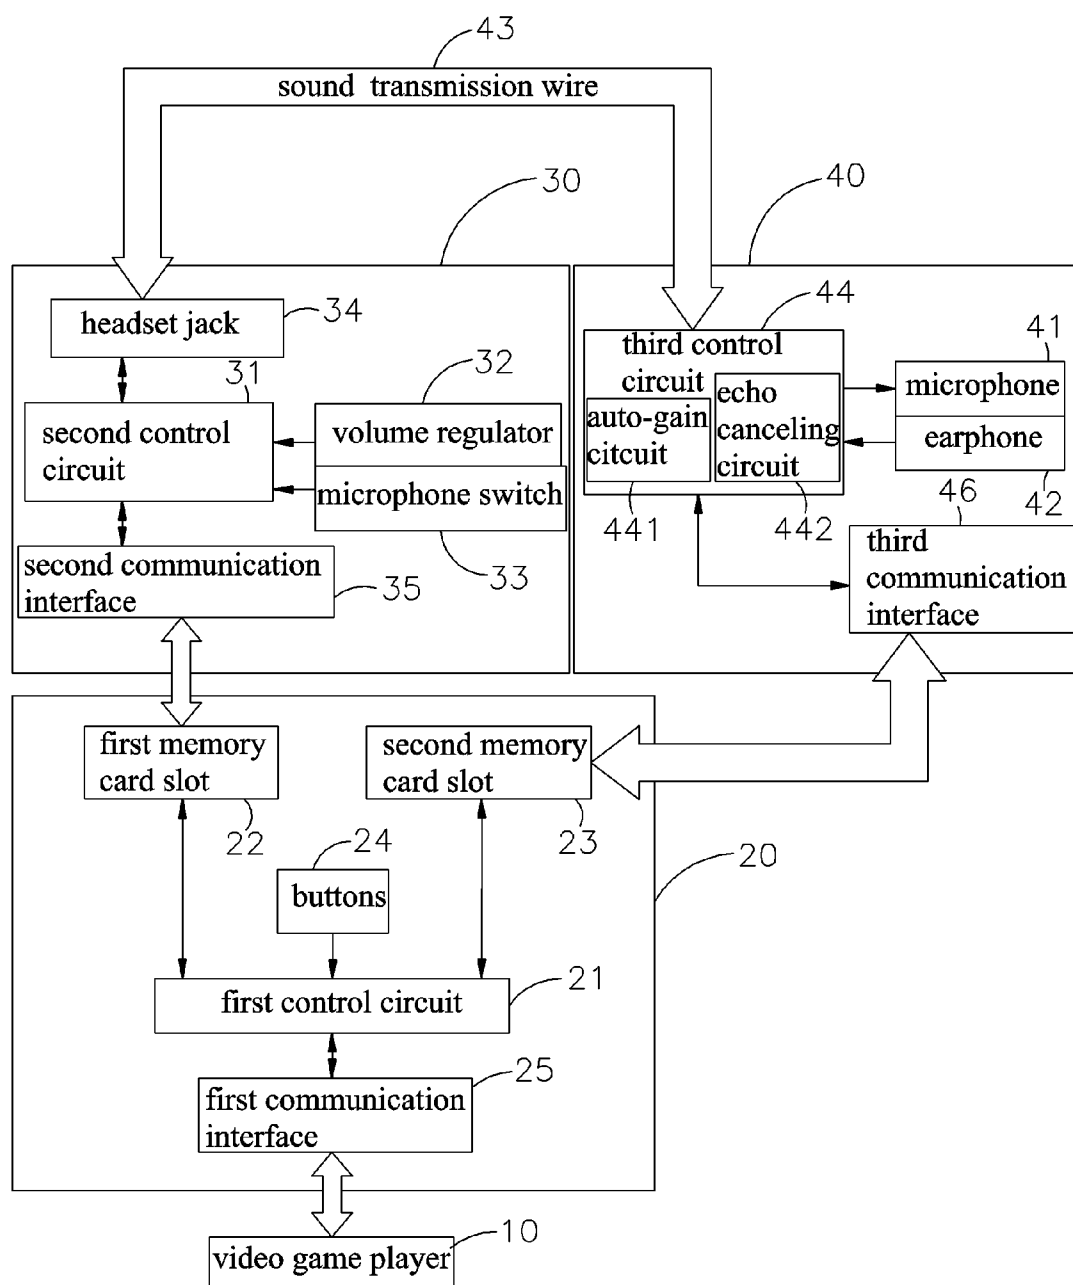 43
sound transmission wire
30
40
34
headset jack
44
third control
circuit
41
microphone
earphone
42
31
second control
circuit
32
volume regulator
microphone switch
33
auto-gain
citcuit
echo
canceling
circuit
441
442
46
third
communication
interface
second communication
interface
35
first memory
card slot
22
second memory
card slot
23
24
buttons
20
first control circuit
21
25
first communication
interface
10
video game player